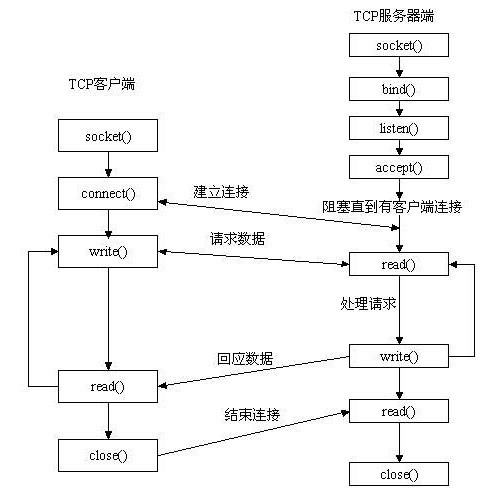 TCP服务器端
socket()
bind()
listen()
accept()
阻塞直到有客户端连接
read()
处理请求
write()
read()
close()
TCP客户端
socket()
connect()
write()
read()
close()
建立连接
请求数据
回应数据
结束连接